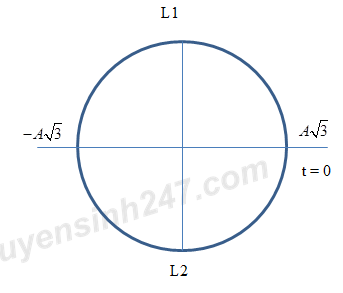 L1
−A√3
A√3
t = 0
uyensinh247.com
L2